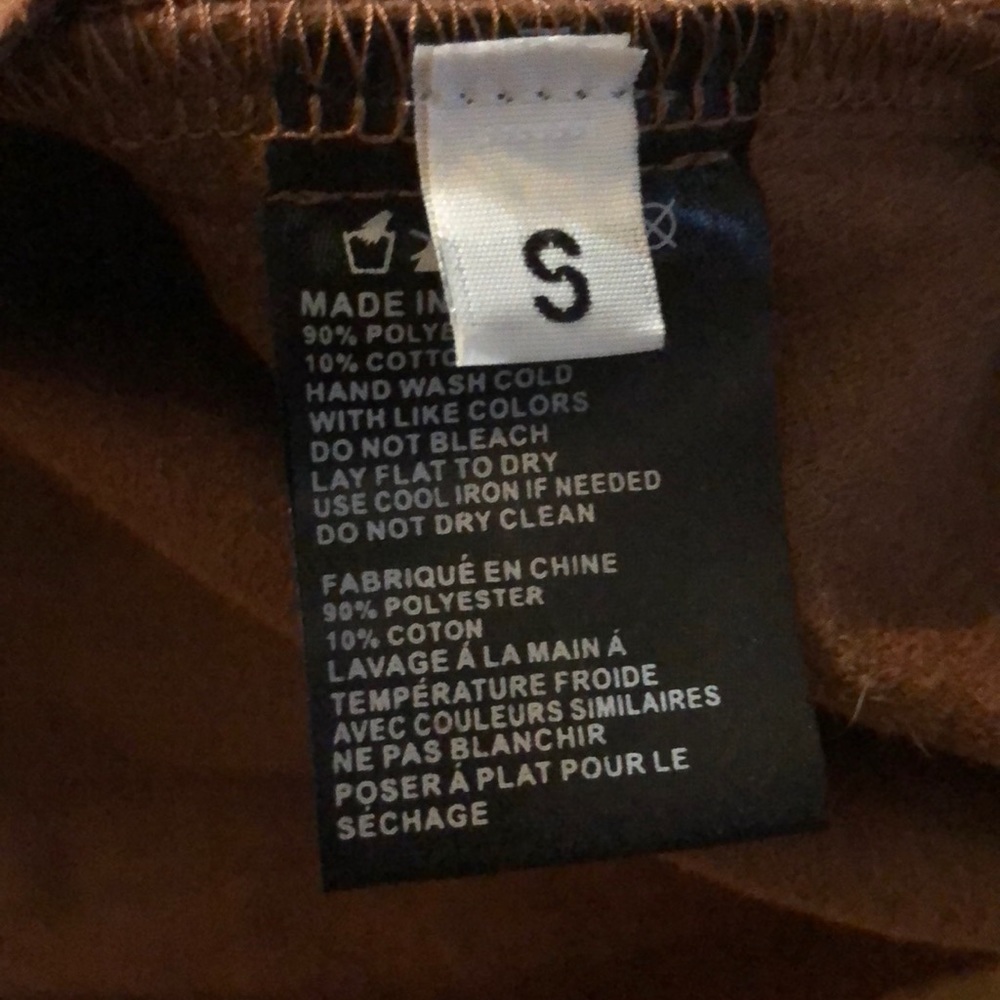 S
MADE IN
90% POLYE
10% COTTO
HAND WASH COLD
WITH LIKE COLORS
DO NOT BLEACH
LAY FLAT TO DRY
USE COOL IRON IF NEEDED
DO NOT DRY CLEAN
FABRIQUÉ EN CHINE
90% POLYESTER
10% COTON
LAVAGE Á LA MAIN Á
TEMPÉRATURE FROIDE
AVEC COULEURS SIMILAIRES
NE PAS BLANCHIR
POSER Á PLAT POUR LE
SÉCHAGE